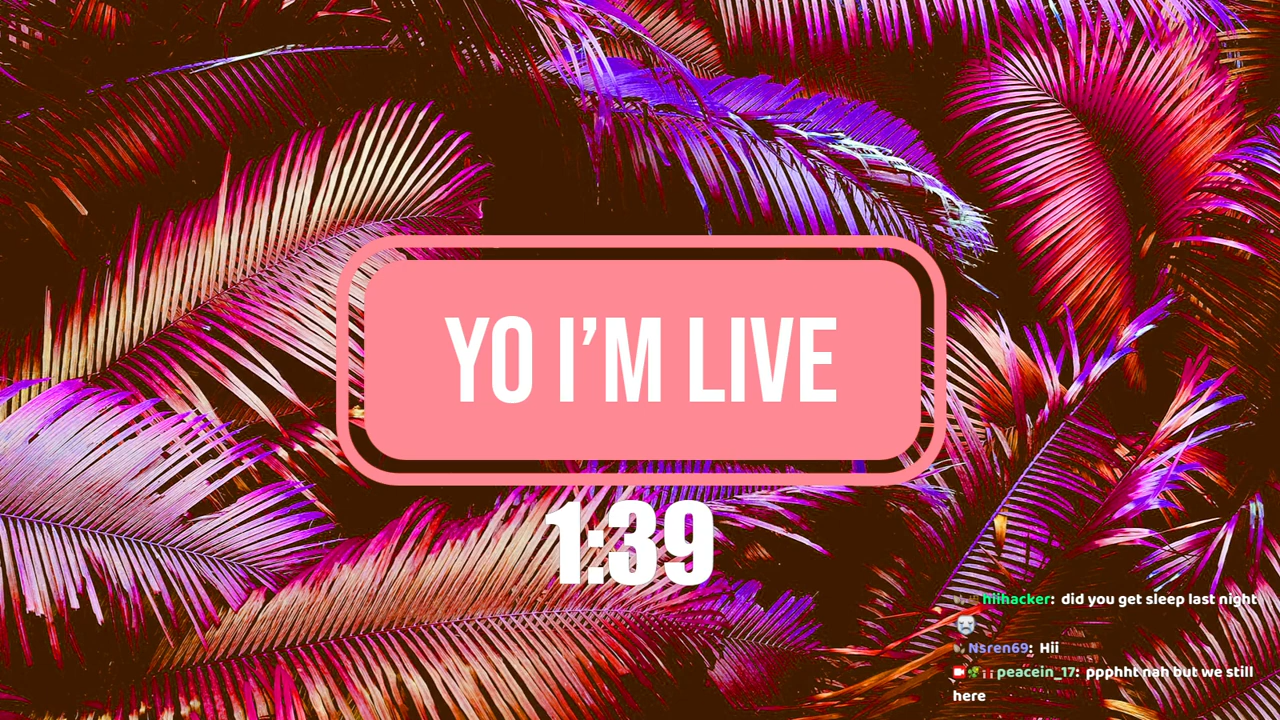 YO I’M LIVE
1:39
hiihacker: did you get sleep last night
Nsren69: Hii
peacein_17: ppphht nah but we still
here